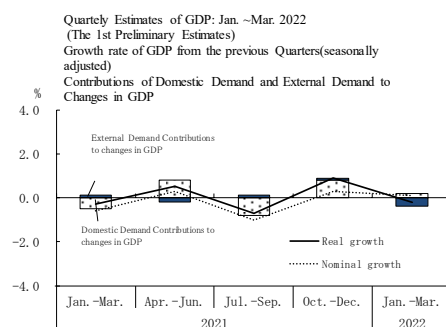 Quartely Estimates of GDP: Jan. ~Mar. 2022
(The 1st Preliminary Estimates)
Growth rate of GDP from the previous Quarters(seasonally
adjusted)
Contributions of Domestic Demand and External Demand to
Changes in GDP
%
4.0
External Demand Contributions
to changes in GDP
2.0
0.0
Domestic Demand Contributions to
changes in GDP
Real growth
-2.0
Nominal growth
-4.0
Jan.-Mar. Apr.-Jun. Jul.-Sep. Oct.-Dec. Jan.-Mar.
2021 2022